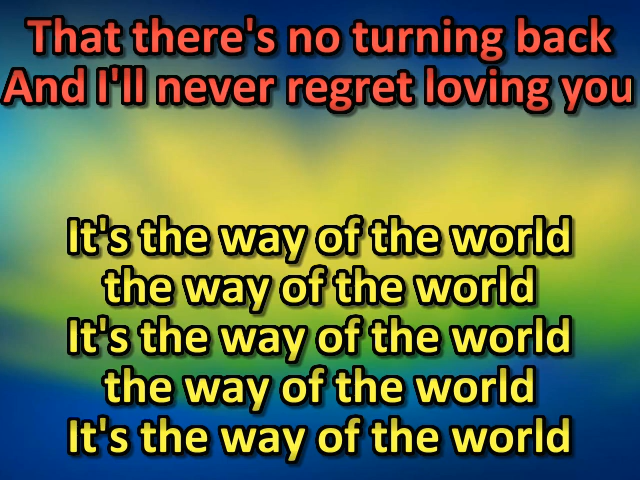 That there's no turning back
And I'll never regret loving you
It's the way of the world
the way of the world
It's the way of the world
the way of the world
It's the way of the world